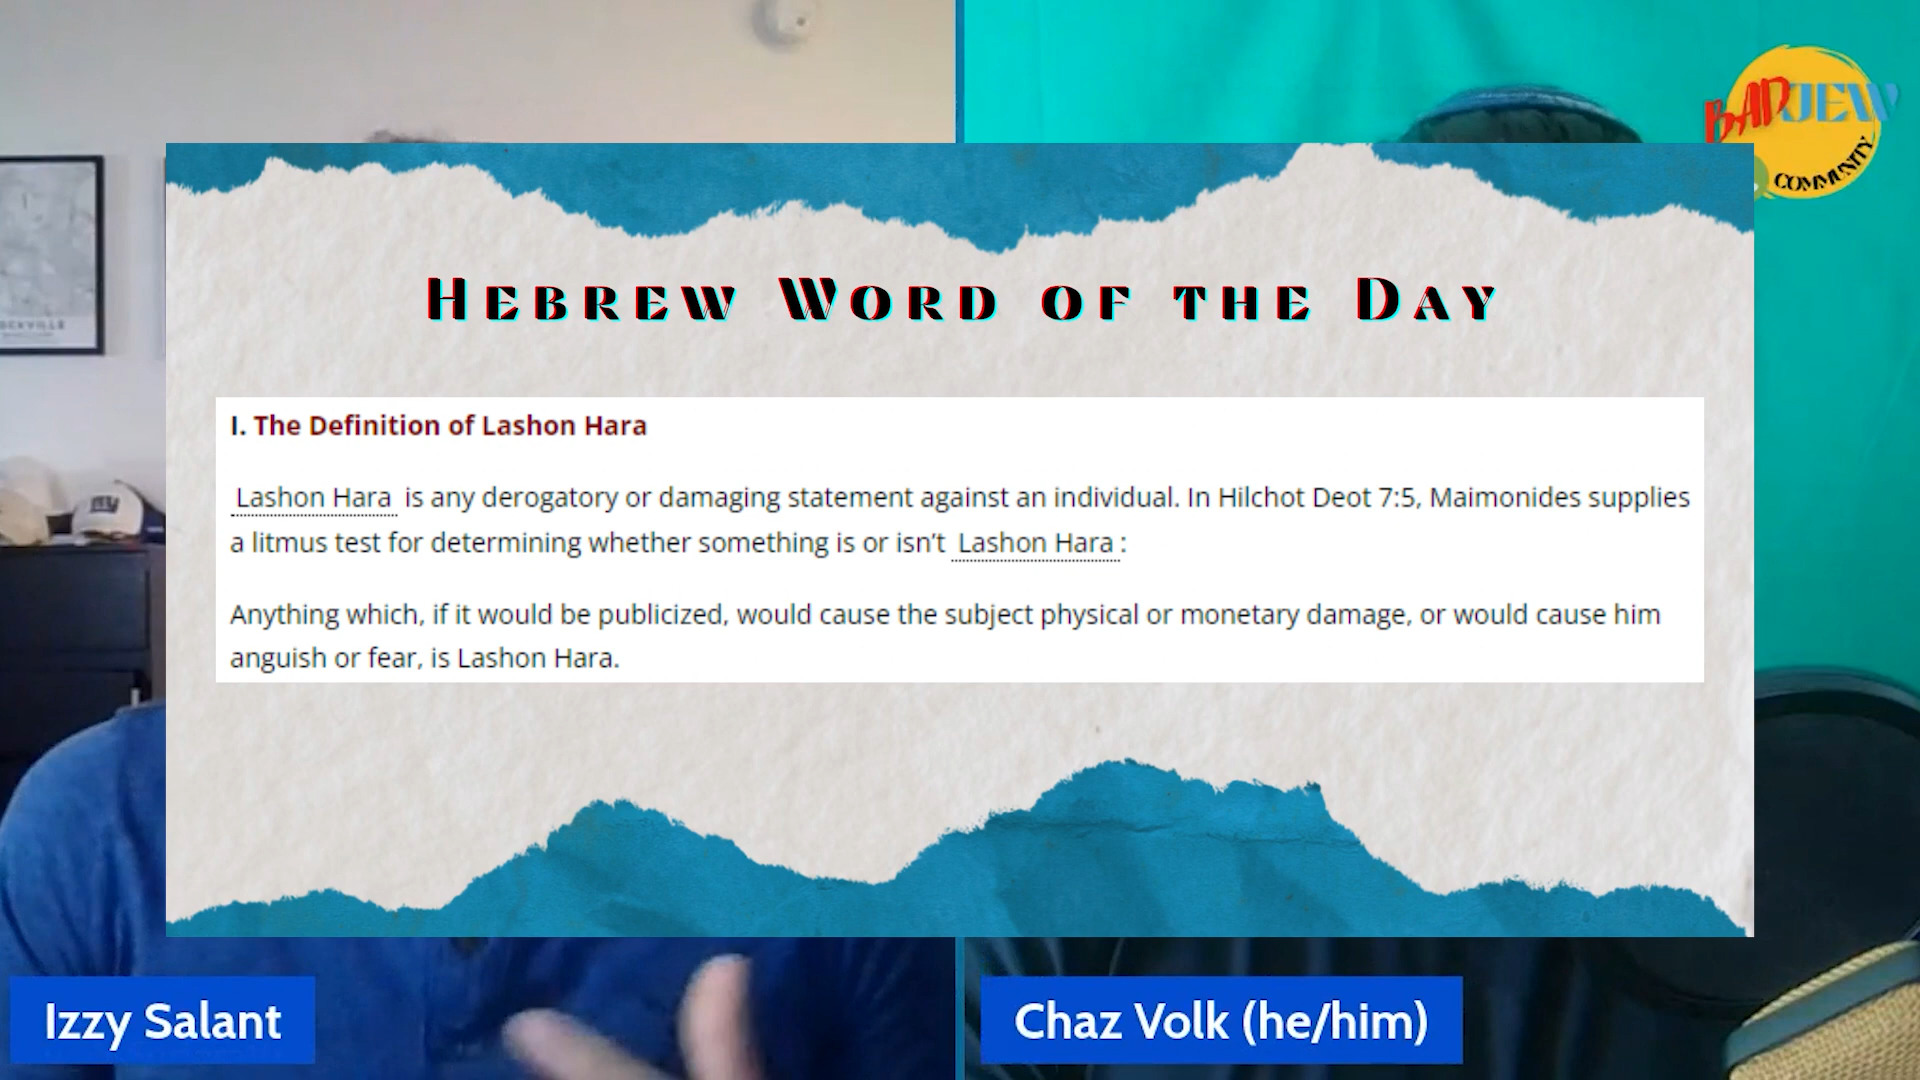 BAD JEW
COMMUNITY
HEBREW WORD OF THE DAY
I. The Definition of Lashon Hara
Lashon Hara is any derogatory or damaging statement against an individual. In Hilchot Deot 7:5, Maimonides supplies
a litmus test for determining whether something is or isn't Lashon Hara :
Anything which, if it would be publicized, would cause the subject physical or monetary damage, or would cause him
anguish or fear, is Lashon Hara.
Izzy Salant
Chaz Volk (he/him)